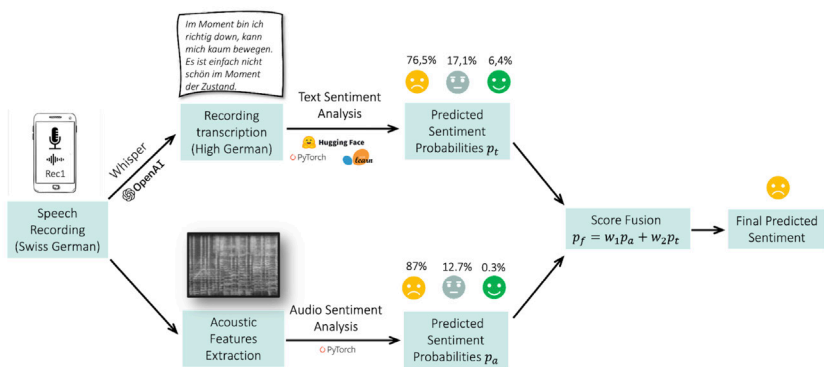 Im Moment bin ich
richtig down, kann
mich kaum bewegen.
Es ist einfach nicht
schön im Moment
der Zustand.
76,5% 17,1% 6,4%
Rec1
Whisper
OpenAI
Recording
transcription
(High German)
Text Sentiment
Analysis
Hugging Face
PyTorch
learn
Predicted
Sentiment
Probabilities pₜ
Speech
Recording
(Swiss German)
Score Fusion
p_f = w₁pₐ + w₂pₜ
Final Predicted
Sentiment
87% 12.7% 0.3%
Acoustic
Features
Extraction
Audio Sentiment
Analysis
PyTorch
Predicted
Sentiment
Probabilities pₐ